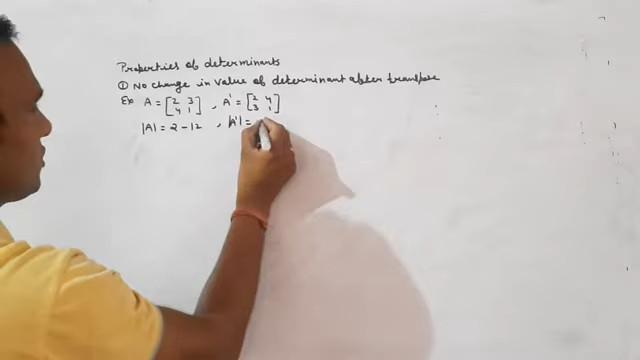 Properties of determinants
① No change in value of determinant after transpose
Ex A = [2 3 4 1] , A' = [2 4 3 1]
|A| = 2 - 12 , |A'| =